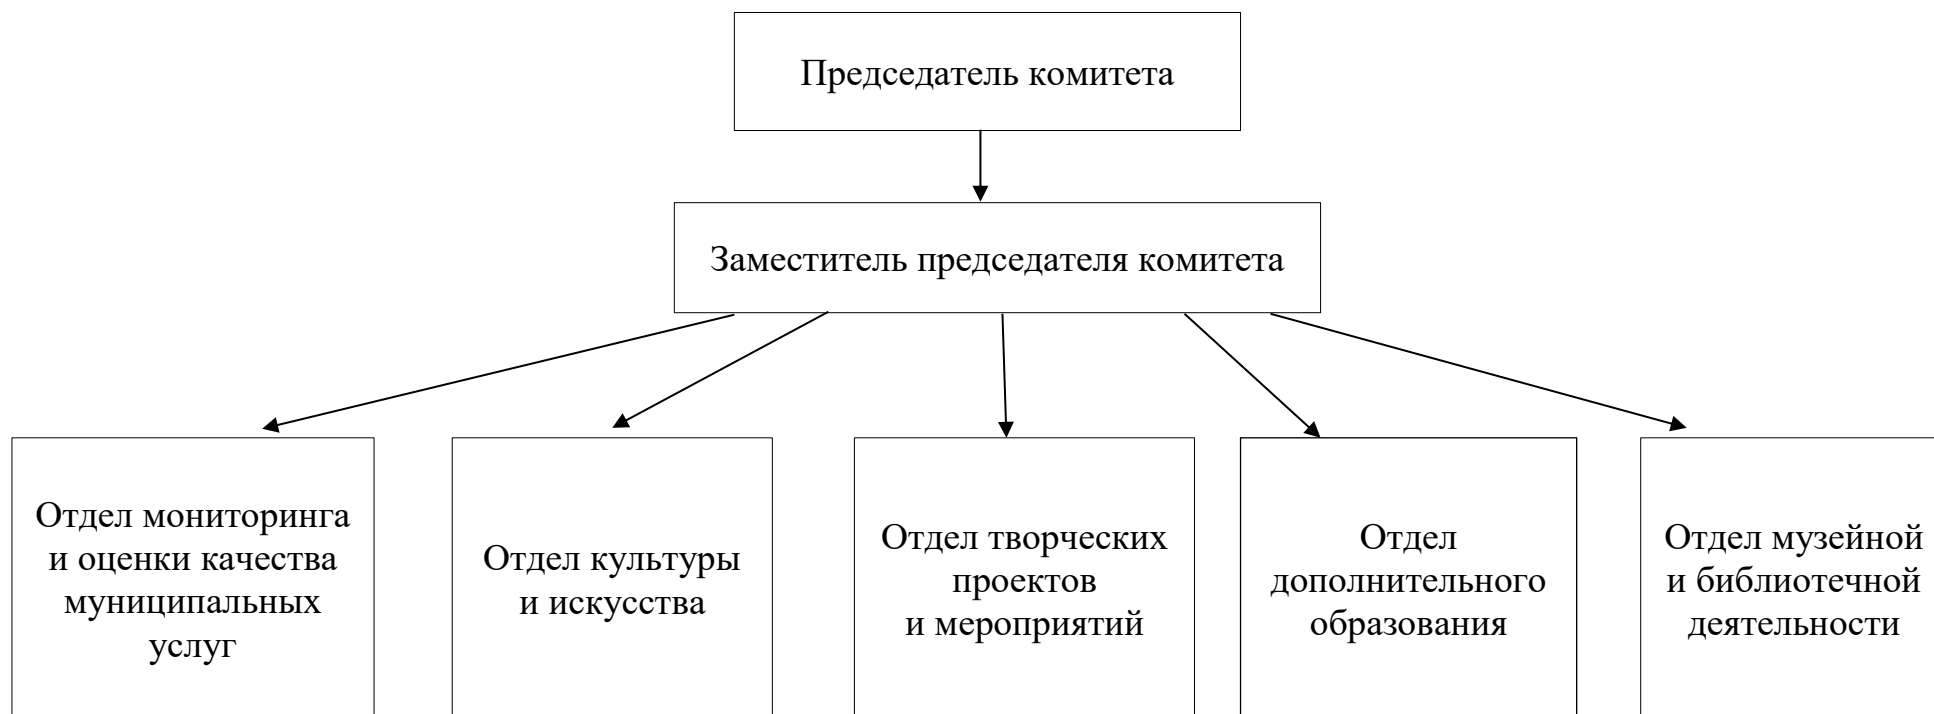 Председатель комитета
Заместитель председателя комитета
Отдел мониторинга
и оценки качества
муниципальных
услуг
Отдел культуры
и искусства
Отдел творческих
проектов
и мероприятий
Отдел
дополнительного
образования
Отдел музейной
и библиотечной
деятельности